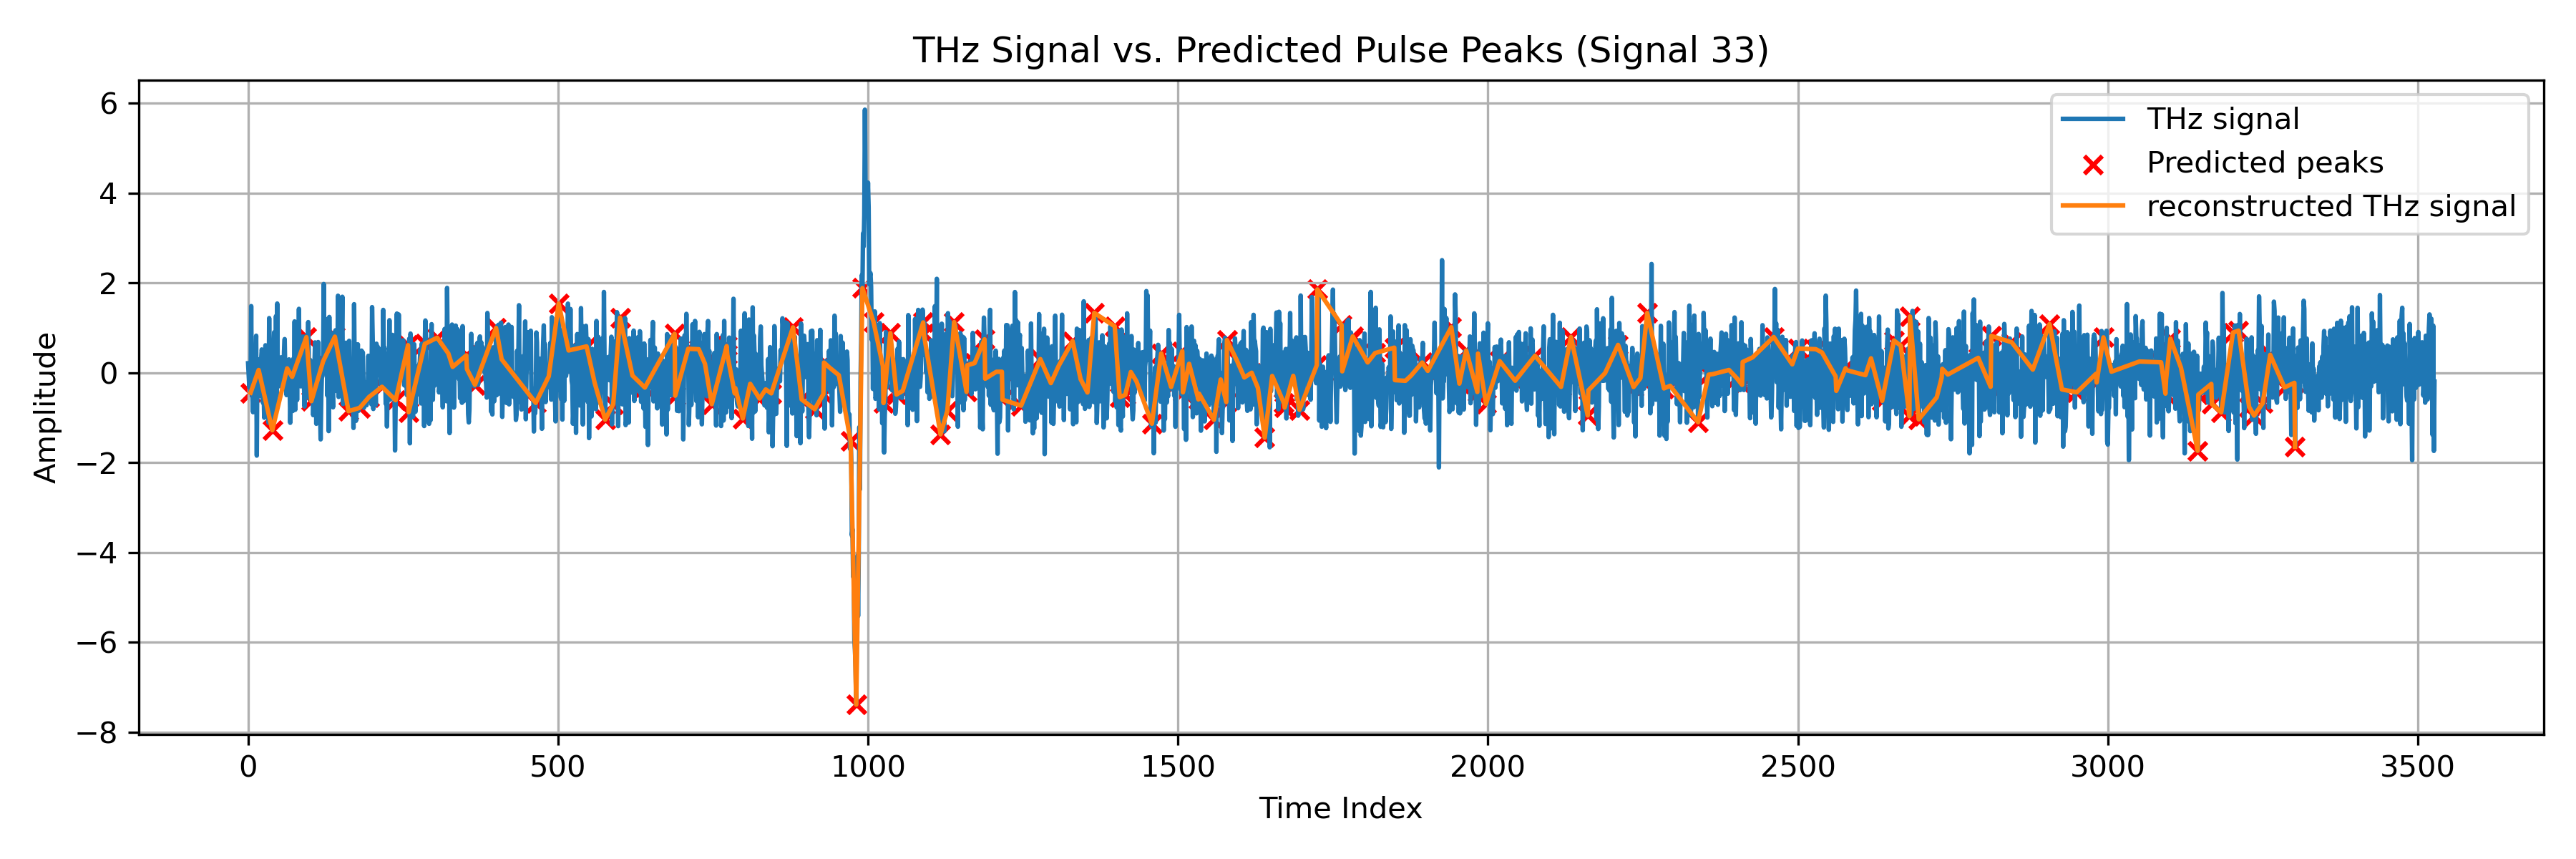 THz Signal vs. Predicted Pulse Peaks (Signal 33)
THz signal
Predicted peaks
reconstructed THz signal
Amplitude
6
4
2
0
−2
−4
−6
−8
0 500 1000 1500 2000 2500 3000 3500
Time Index